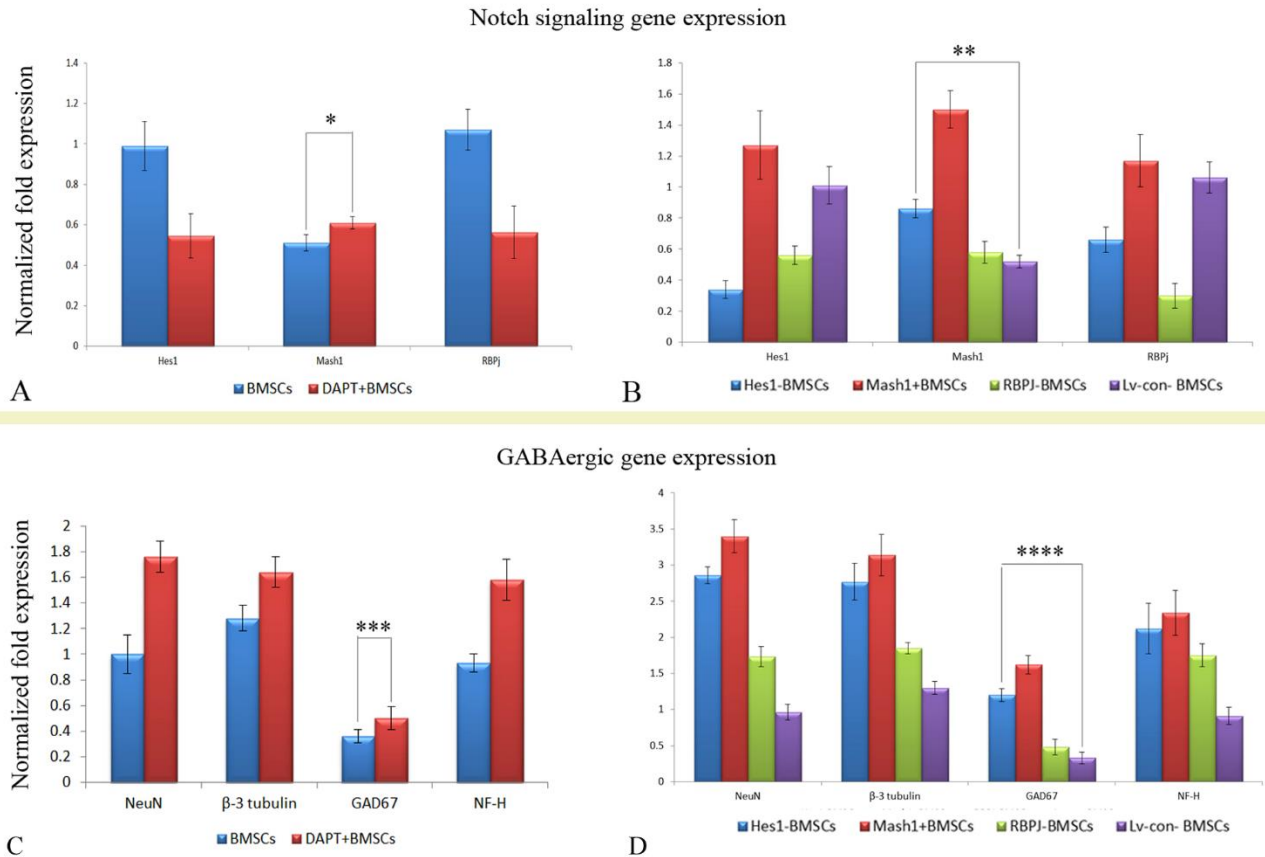 Notch signaling gene expression
Normalized fold expression
1.4
1.2
1
0.8
0.6
0.4
0.2
0
*
Hes1 Mash1 RBPj
BMSCs DAPT+BMSCs
A
1.8
1.6
1.4
1.2
1
0.8
0.6
0.4
0.2
0
**
Hes1 Mash1 RBPj
Hes1-BMSCs Mash1+BMSCs RBPJ-BMSCs Lv-con- BMSCs
B
GABAergic gene expression
Normalized fold expression
2
1.8
1.6
1.4
1.2
1
0.8
0.6
0.4
0.2
0
***
NeuN β-3 tubulin GAD67 NF-H
BMSCs DAPT+BMSCs
C
4
3.5
3
2.5
2
1.5
1
0.5
0
****
NeuN β-3 tubulin GAD67 NF-H
Hes1-BMSCs Mash1+BMSCs RBPJ-BMSCs Lv-con- BMSCs
D